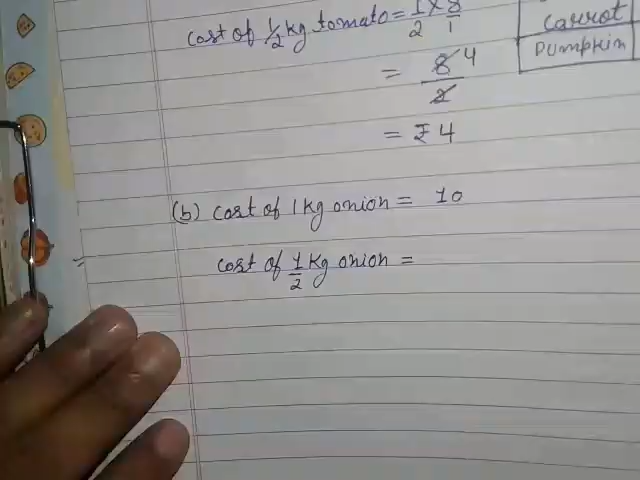 cost of 1/2 kg tomato = 1/2 × 8/1
= 8/2 4
= ₹ 4
(b) cost of 1 kg onion = 10
cost of 1/2 kg onion =
Carrot
Pumpkin